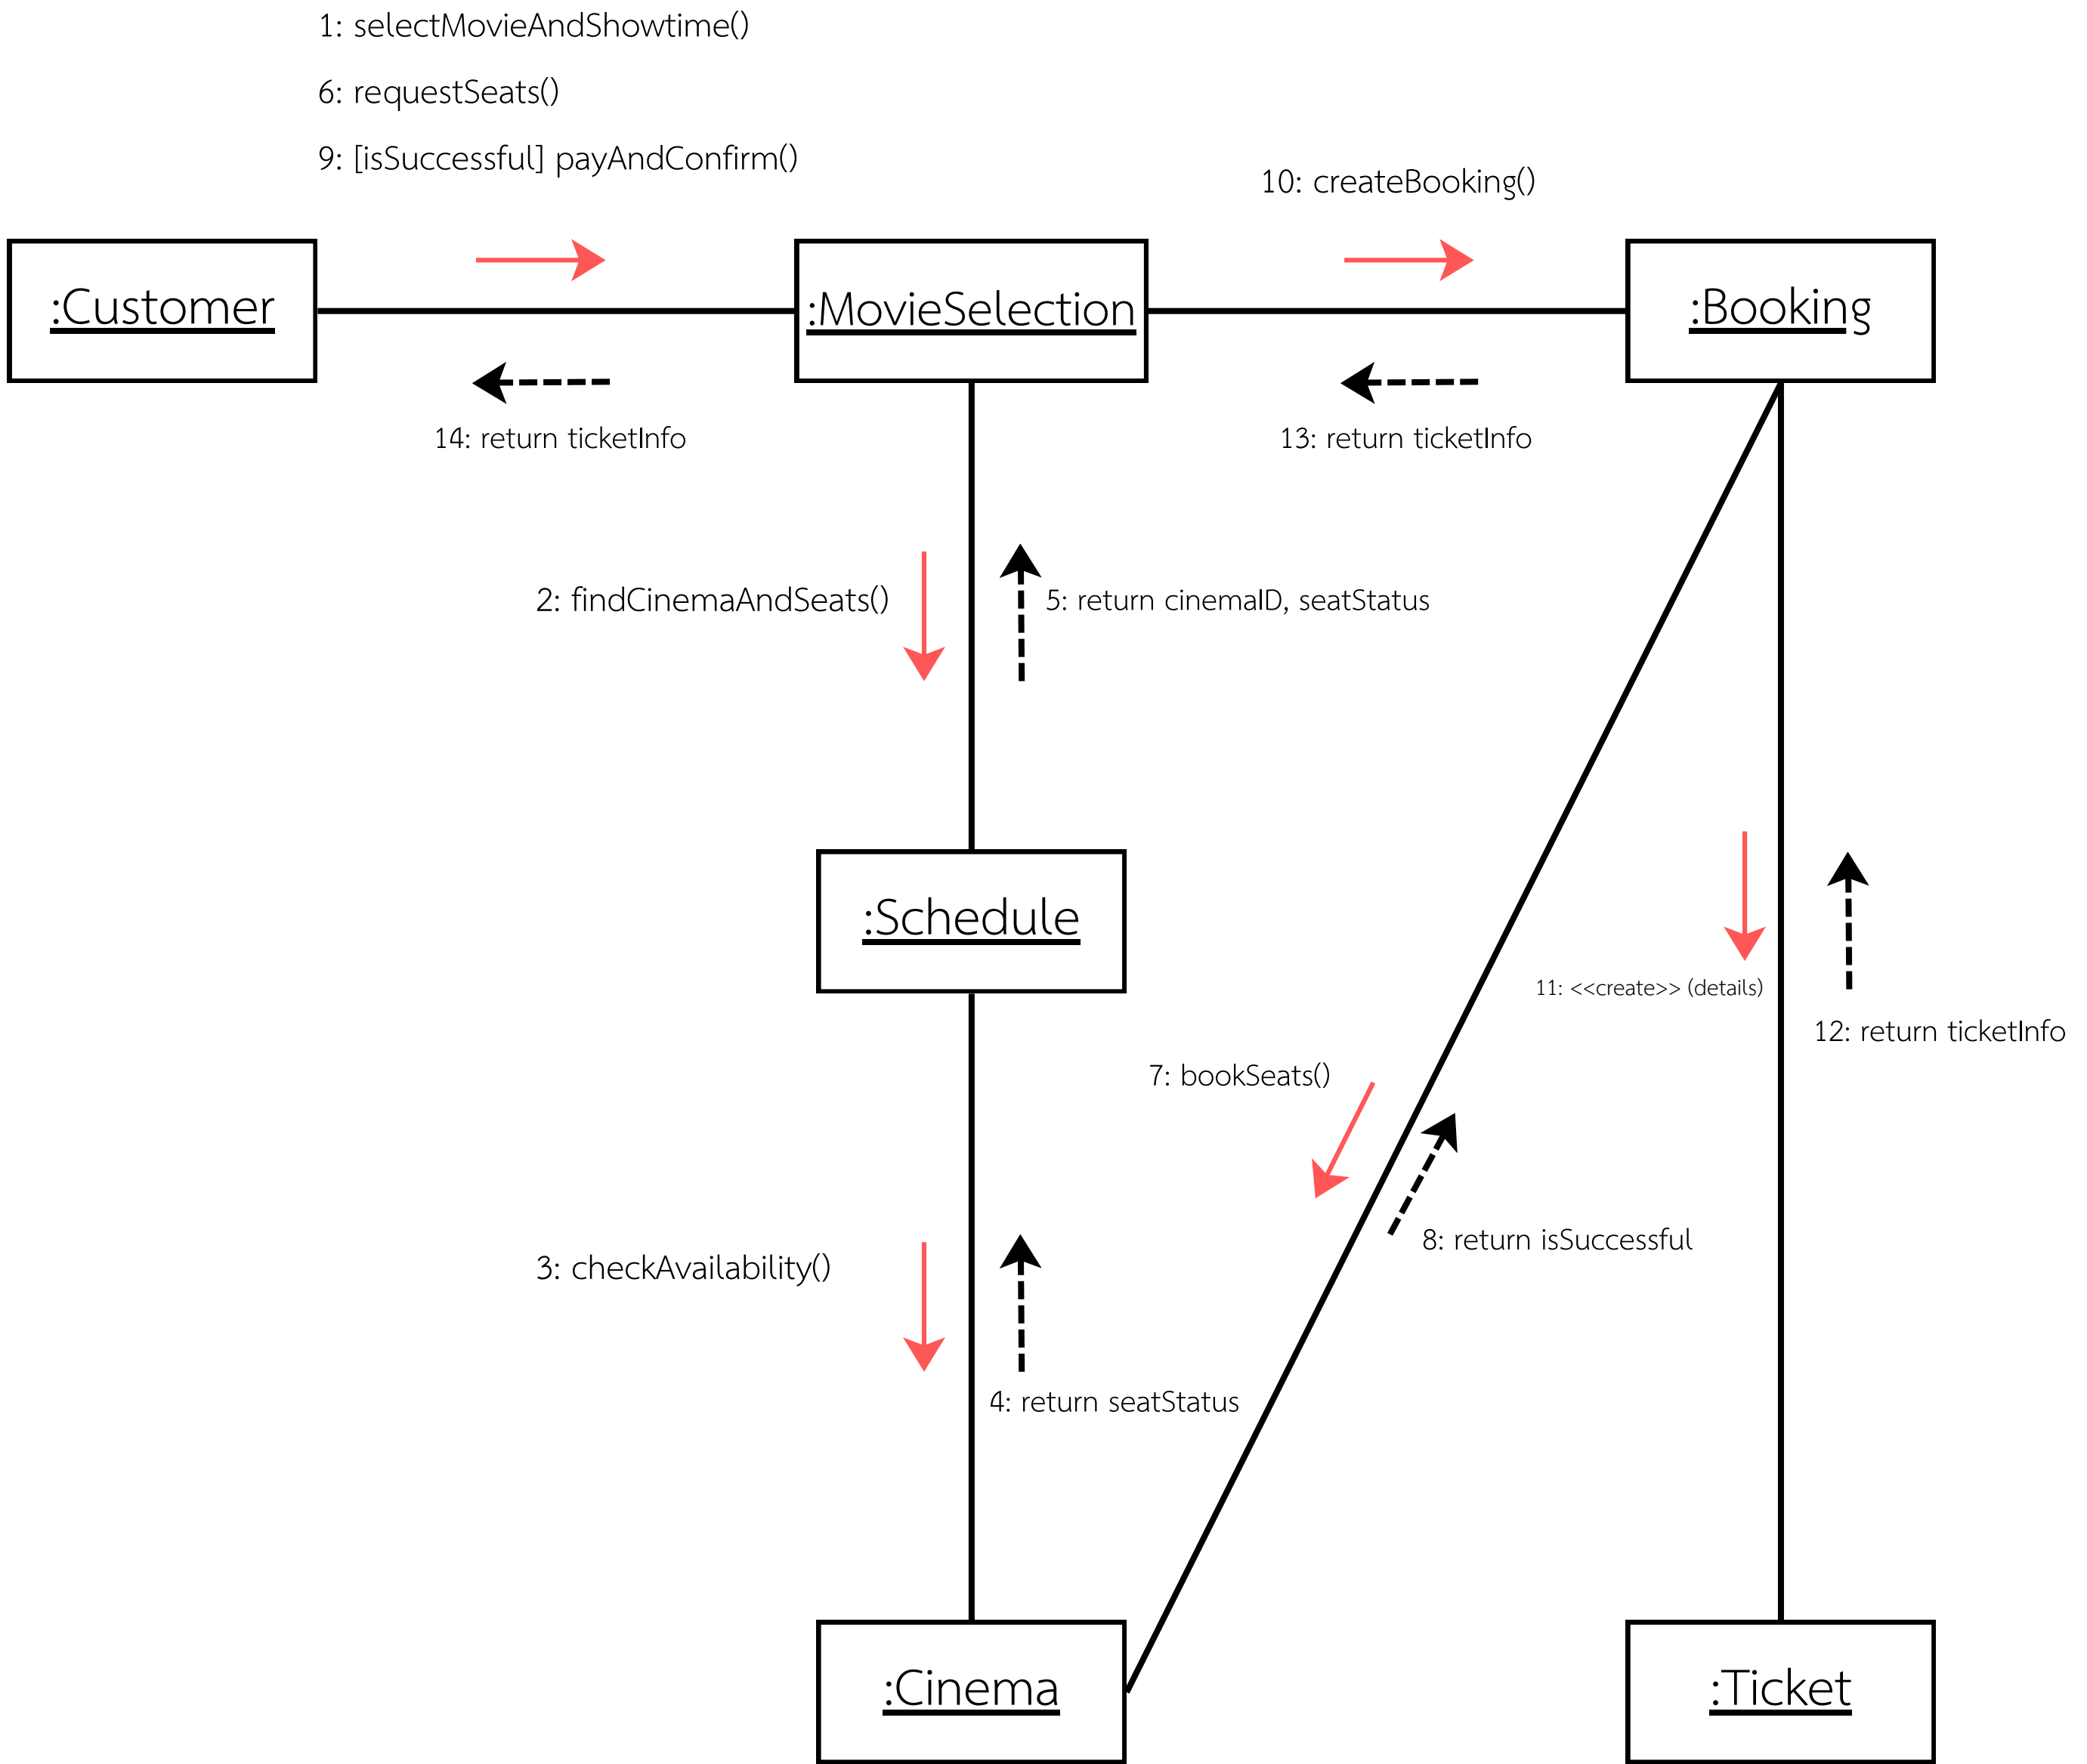 1: selectMovieAndShowtime()
6: requestSeats()
9: [isSuccessful] payAndConfirm()
10: createBooking()
:Customer
:MovieSelection
:Booking
14: return ticketInfo
13: return ticketInfo
2: findCinemaAndSeats()
5: return cinemaID, seatStatus
:Schedule
11: <<create>> (details)
12: return ticketInfo
7: bookSeats()
8: return isSuccessful
3: checkAvailability()
4: return seatStatus
:Cinema
:Ticket